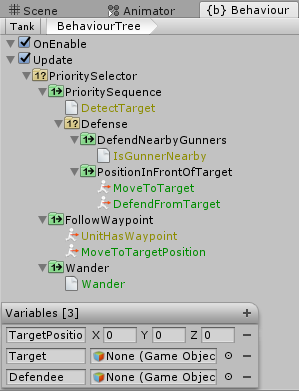 Scene Animator {b} Behaviour
Tank BehaviourTree
OnEnable
Update
PrioritySelector
PrioritySequence
DetectTarget
Defense
DefendNearbyGunners
IsGunnerNearby
PositionInFrontOfTarget
MoveToTarget
DefendFromTarget
FollowWaypoint
UnitHasWaypoint
MoveToTargetPosition
Wander
Wander
Variables [3] +
TargetPositio X 0 Y 0 Z 0
Target None (Game Objec
Defendee None (Game Objec